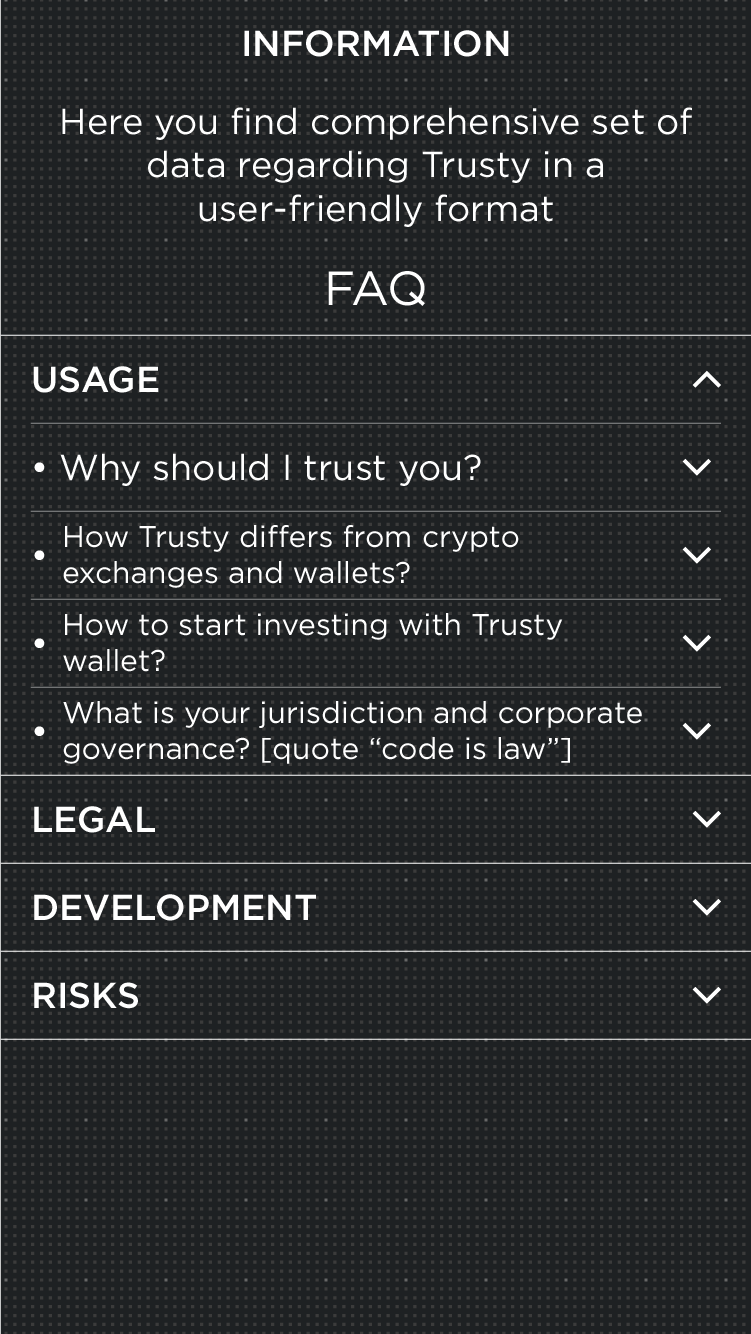 INFORMATION
Here you find comprehensive set of
data regarding Trusty in a
user-friendly format
FAQ
USAGE
• Why should I trust you?
• How Trusty differs from crypto
exchanges and wallets?
• How to start investing with Trusty
wallet?
• What is your jurisdiction and corporate
governance? [quote “code is law”]
LEGAL
DEVELOPMENT
RISKS